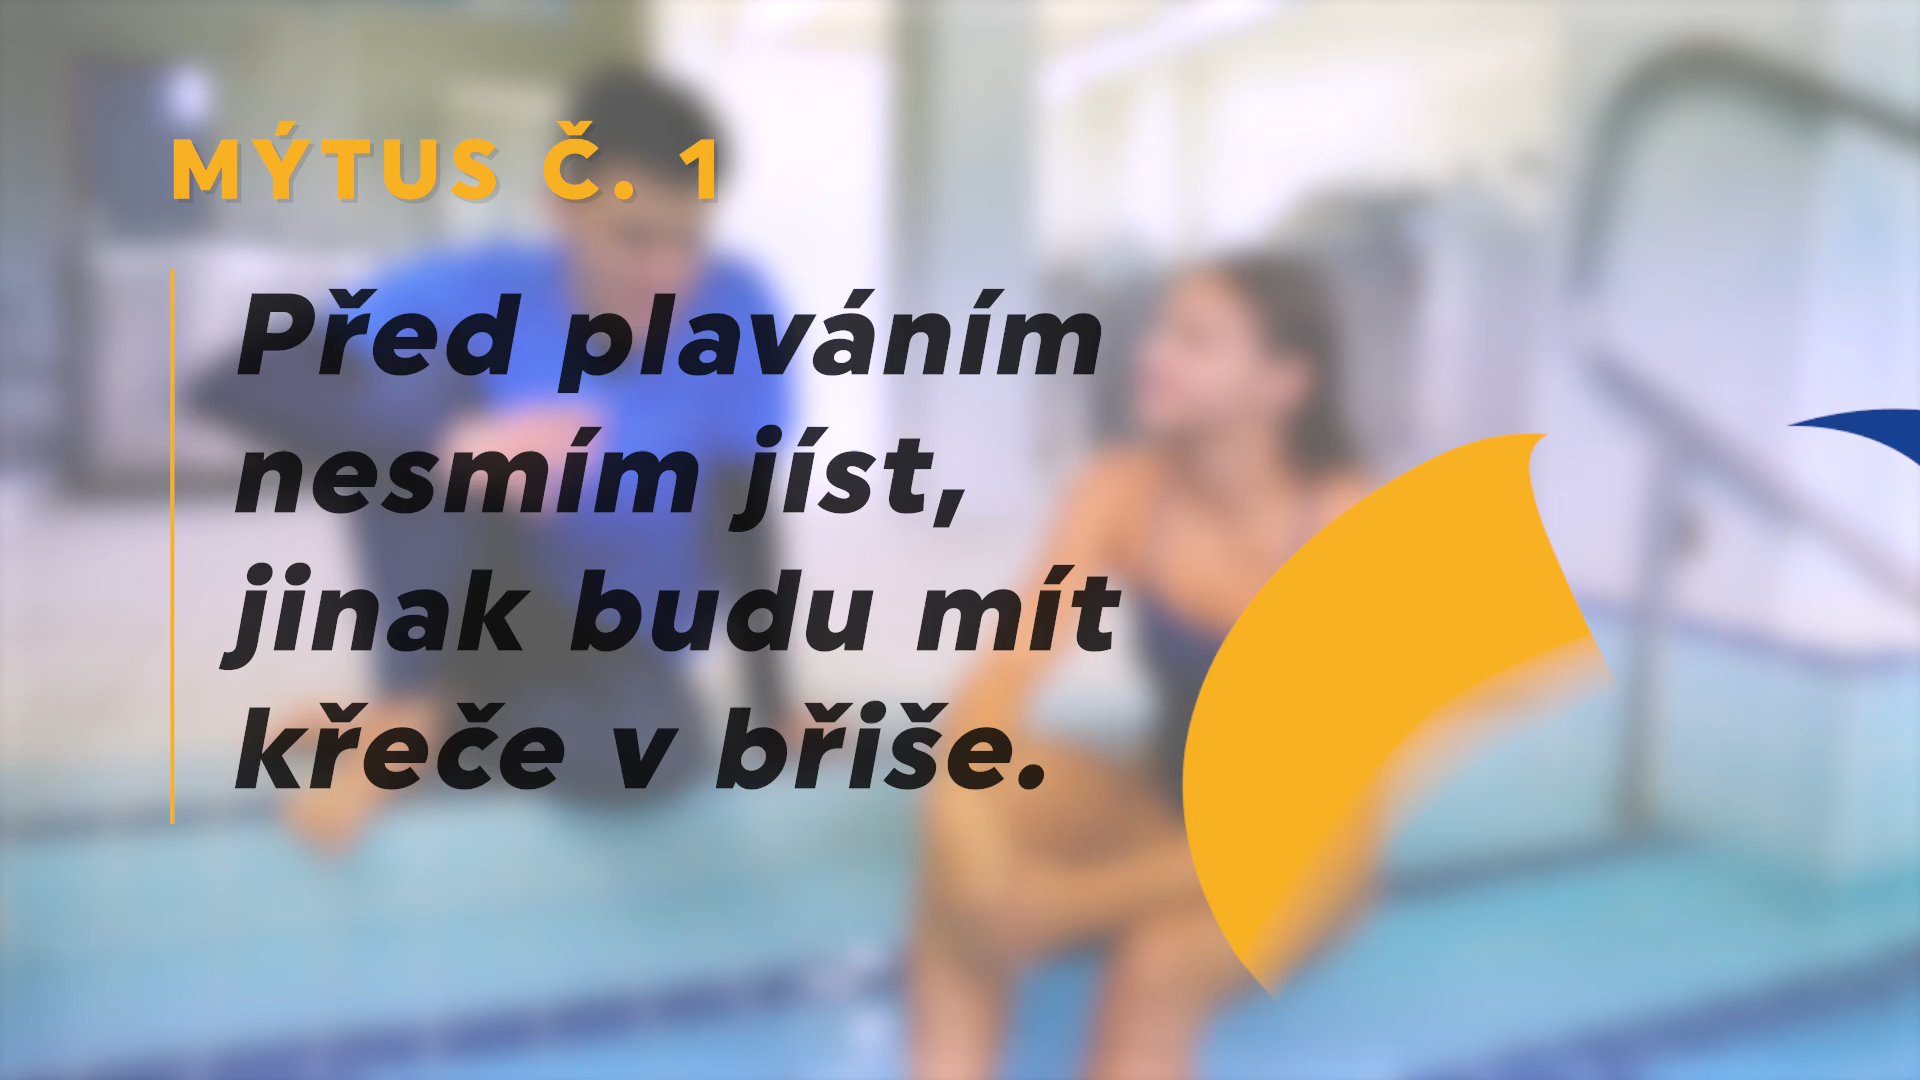 MÝTUS Č. 1
Před plaváním
nesmím jíst,
jinak budu mít
křeče v břiše.